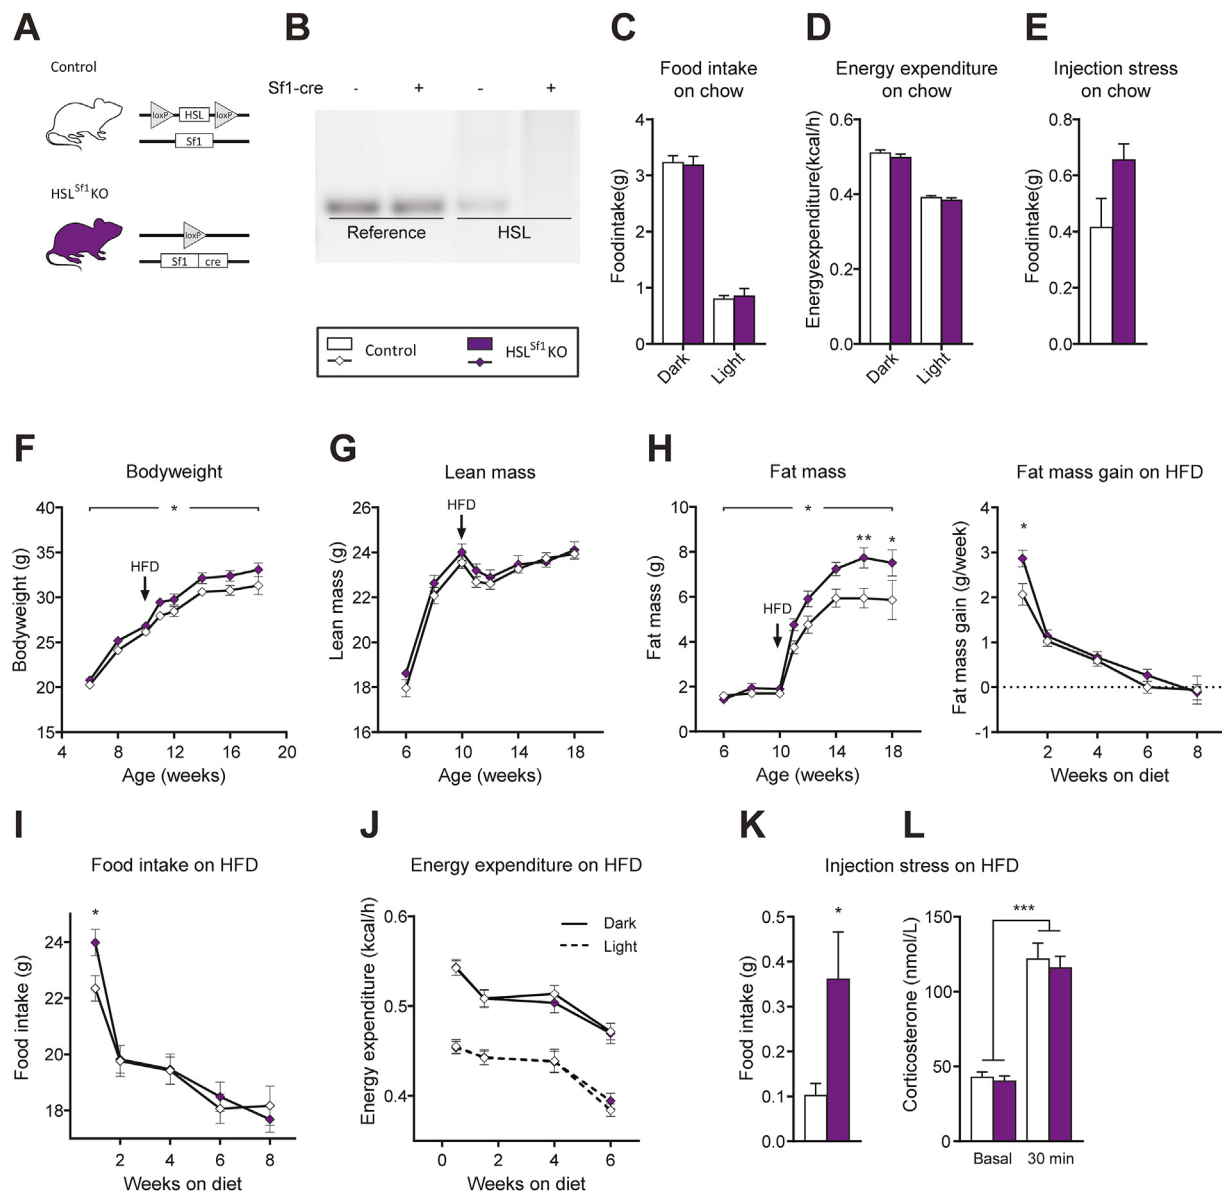 A
Control
loxP HSL loxP
Sf1
HSL^Sf1KO
loxP
Sf1 cre
B
Sf1-cre - + - +
Reference HSL
Control HSL^Sf1KO
C
Food intake
on chow
Foodintake(g)
4
3
2
1
0
Dark Light
D
Energy expenditure
on chow
Energyexpenditure(kcal/h)
0.6
0.4
0.2
0.0
Dark Light
E
Injection stress
on chow
Foodintake(g)
0.8
0.6
0.4
0.2
0.0
F
Bodyweight
Bodyweight (g)
40
35
30
25
20
15
*
HFD
4 8 12 16 20
Age (weeks)
G
Lean mass
Lean mass (g)
26
24
22
20
18
16
HFD
6 10 14 18
Age (weeks)
H
Fat mass
Fat mass (g)
10
8
6
4
2
0
*
** *
HFD
6 10 14 18
Age (weeks)
Fat mass gain on HFD
Fat mass gain (g/week)
4
3
2
1
0
-1
*
2 4 6 8
Weeks on diet
I
Food intake on HFD
Food intake (g)
24
22
20
18
*
2 4 6 8
Weeks on diet
J
Energy expenditure on HFD
Energy expenditure (kcal/h)
0.6
0.5
0.4
Dark
Light
0 2 4 6
Weeks on diet
K L
Injection stress on HFD
Food intake (g)
0.5
0.4
0.3
0.2
0.1
0.0
*
Corticosterone (nmol/L)
150
100
50
0
***
Basal 30 min